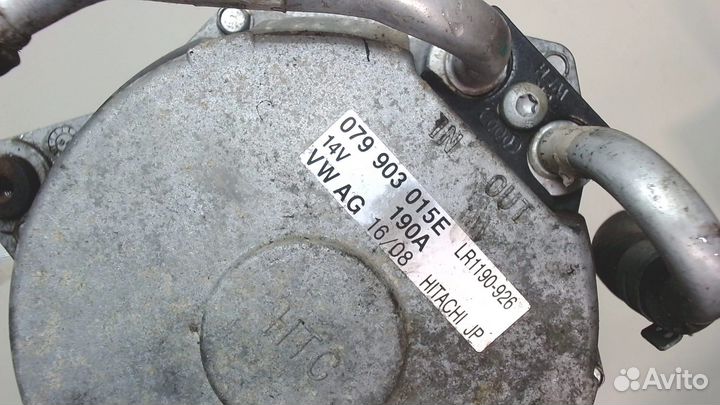 079 903 015E LR1190-926
14V 190A
VW AG 16/08 HITACHI JP
IN OUT
HTC
Avito